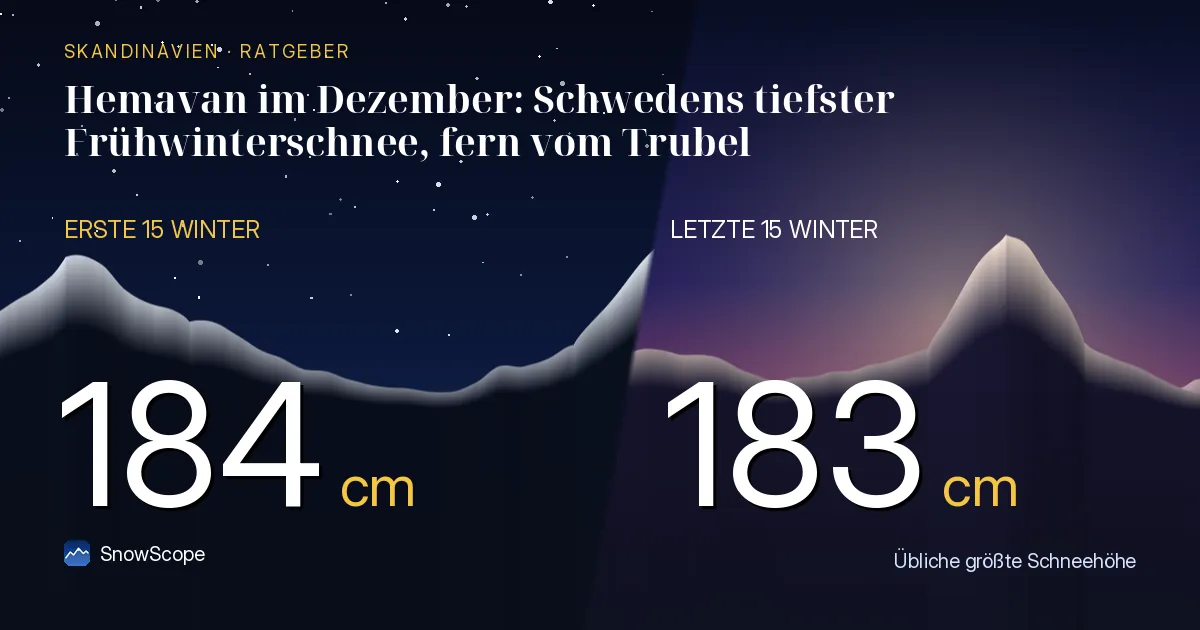 SKANDINAVIEN · RATGEBER
Hemavan im Dezember: Schwedens tiefster
Frühwinterschnee, fern vom Trubel
ERSTE 15 WINTER
LETZTE 15 WINTER
184 cm
183 cm
SnowScope
Übliche größte Schneehöhe